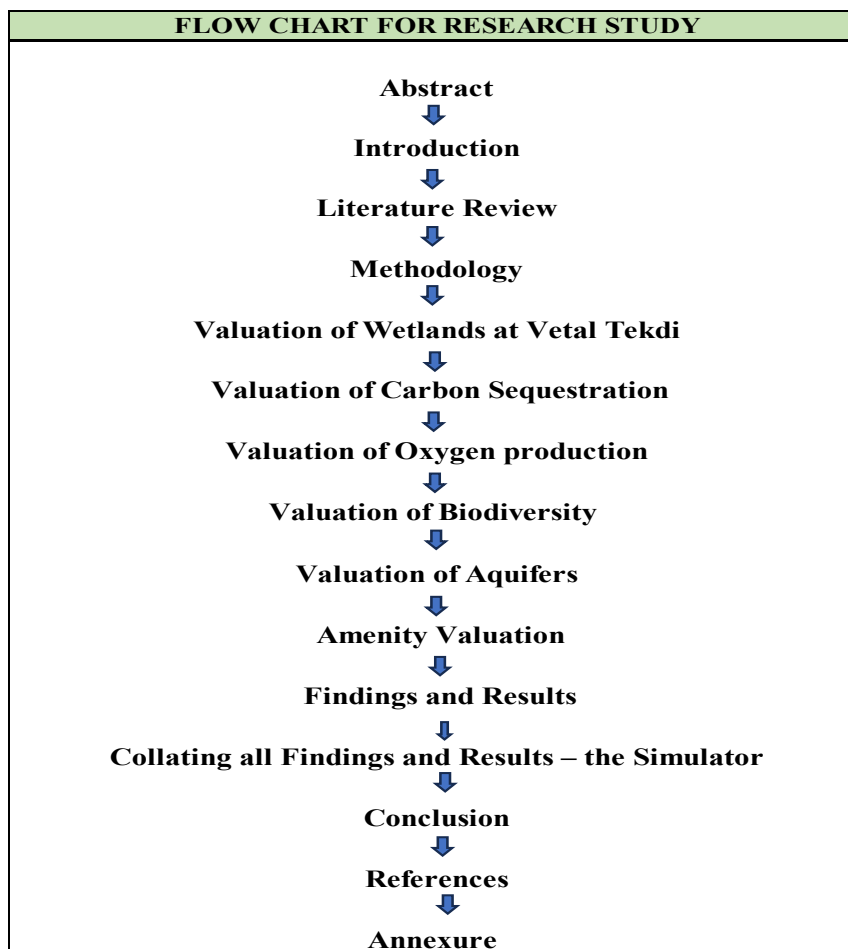 FLOW CHART FOR RESEARCH STUDY
Abstract
Introduction
Literature Review
Methodology
Valuation of Wetlands at Vetal Tekdi
Valuation of Carbon Sequestration
Valuation of Oxygen production
Valuation of Biodiversity
Valuation of Aquifers
Amenity Valuation
Findings and Results
Collating all Findings and Results – the Simulator
Conclusion
References
Annexure